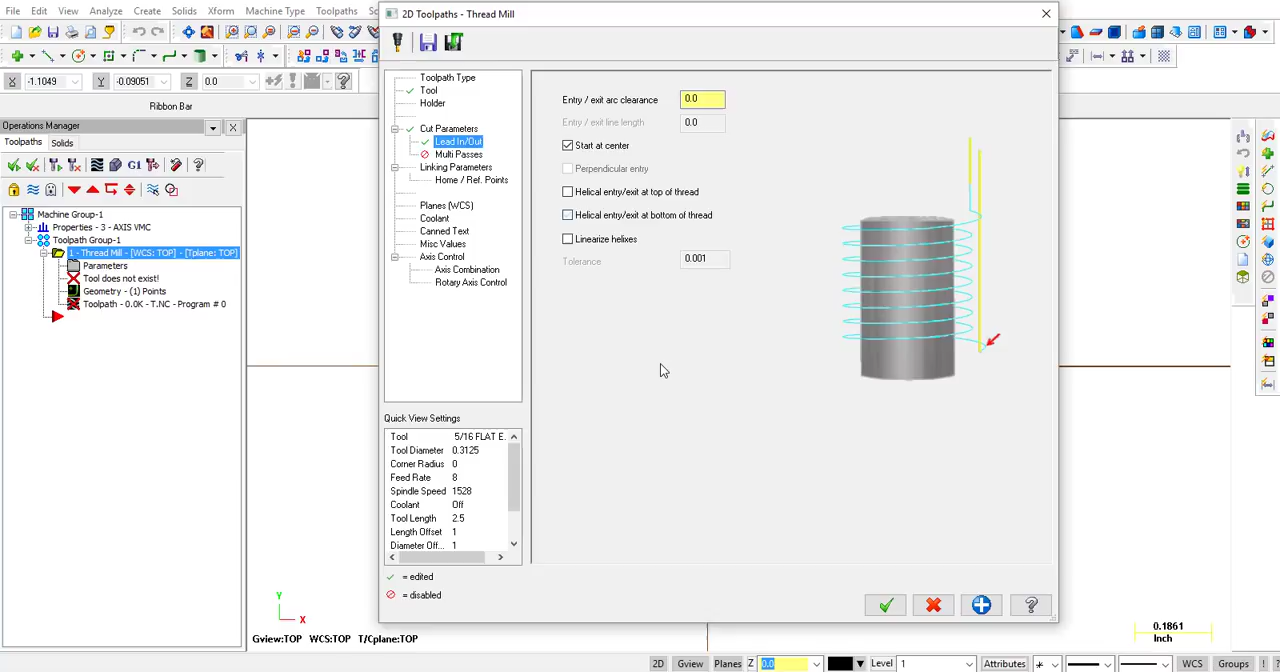 File Edit View Analyze Create Solids Xform Machine Type Toolpaths
2D Toolpaths - Thread Mill
X -1.1049 Y -0.09051 Z 0.0
Ribbon Bar
Operations Manager
Toolpaths Solids
G1
Machine Group-1
Properties - 3 - AXIS VMC
Toolpath Group-1
1 - Thread Mill - [WCS: TOP] - [Tplane: TOP]
Parameters
Tool does not exist!
Geometry - (1) Points
Toolpath - 0.0K - T.NC - Program # 0
Toolpath Type
Tool
Holder
Cut Parameters
Lead In/Out
Multi Passes
Linking Parameters
Home / Ref. Points
Planes (WCS)
Coolant
Canned Text
Misc Values
Axis Control
Axis Combination
Rotary Axis Control
Quick View Settings
Tool 5/16 FLAT E.
Tool Diameter 0.3125
Corner Radius 0
Feed Rate 8
Spindle Speed 1528
Coolant Off
Tool Length 2.5
Length Offset 1
Diameter Off... 1
= edited
= disabled
Entry / exit arc clearance 0.0
Entry / exit line length 0.0
Start at center
Perpendicular entry
Helical entry/exit at top of thread
Helical entry/exit at bottom of thread
Linearize helixes
Tolerance 0.001
Y
X
Gview:TOP WCS:TOP T/Cplane:TOP
0.1861
Inch
2D Gview Planes Z 0.0 Level 1 Attributes WCS Groups ! ?